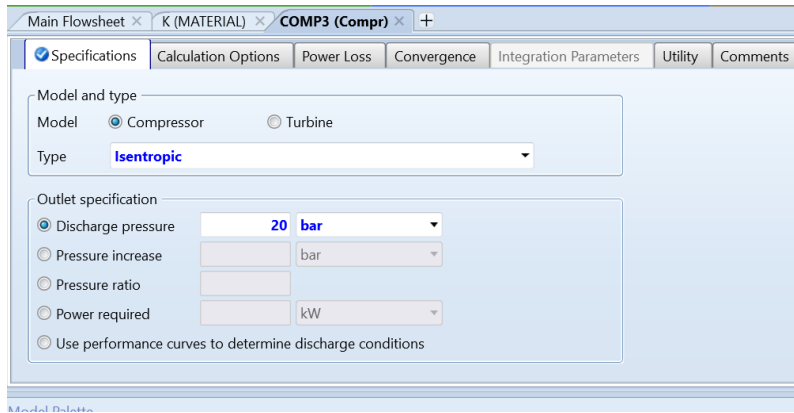 Main Flowsheet × K (MATERIAL) × COMP3 (Compr) × +
Specifications Calculation Options Power Loss Convergence Integration Parameters Utility Comments
Model and type
Model Compressor Turbine
Type Isentropic
Outlet specification
Discharge pressure 20 bar
Pressure increase bar
Pressure ratio
Power required kW
Use performance curves to determine discharge conditions
Model Palette